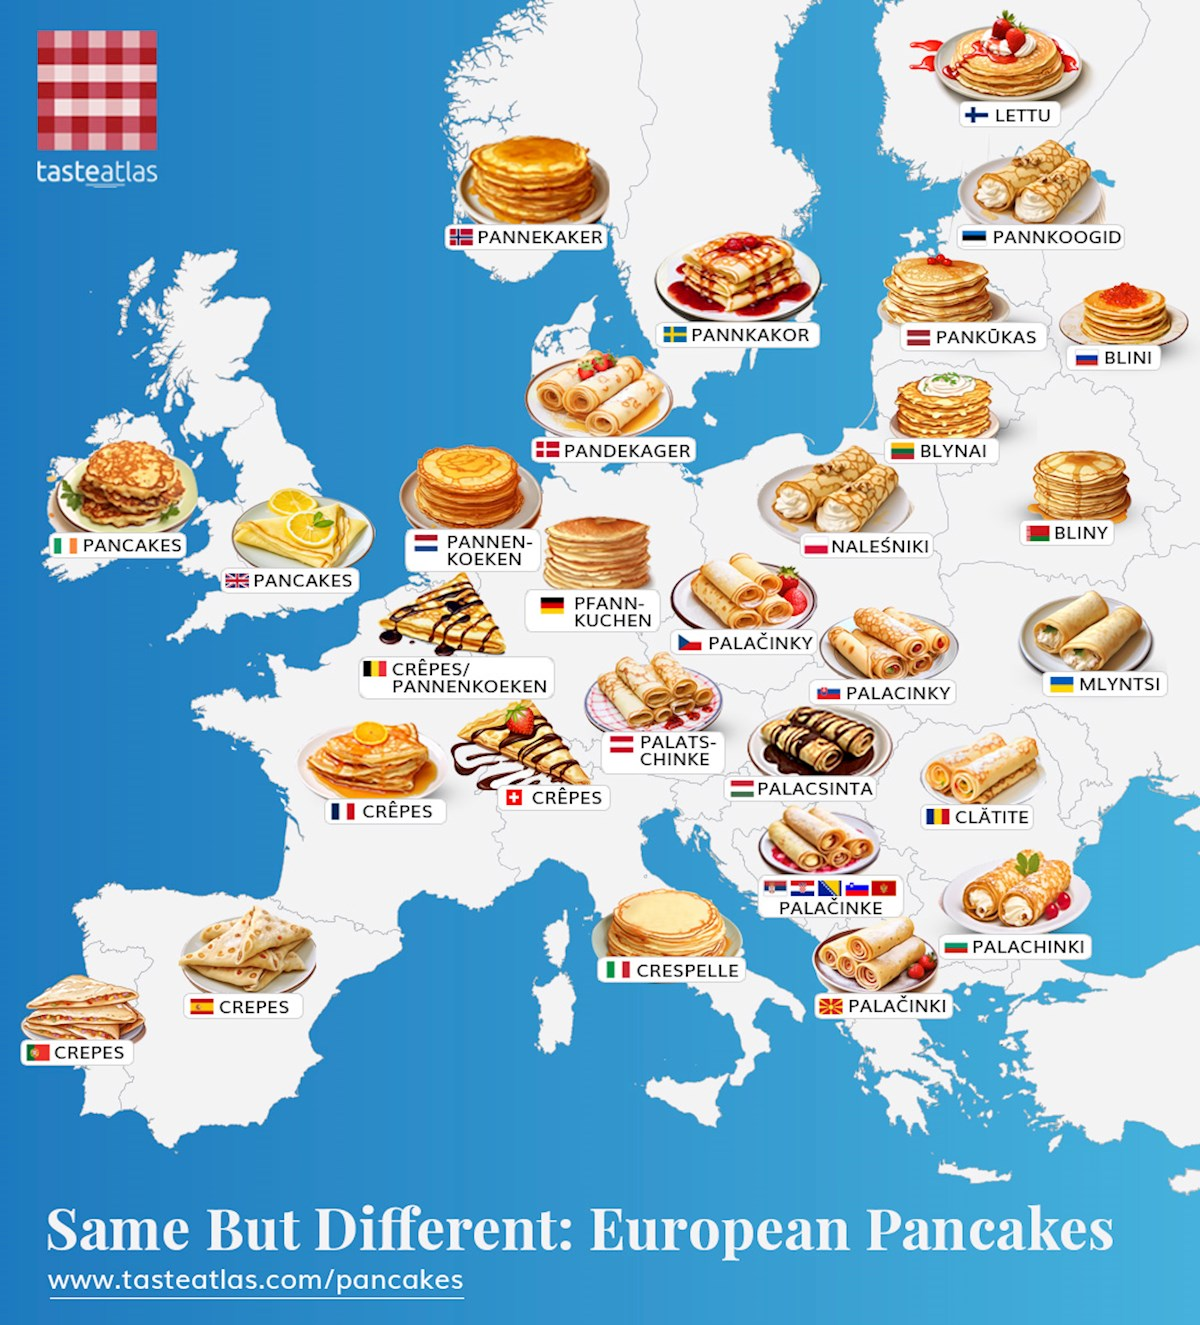 tasteatlas
LETTU
PANNEKAKER
PANNKOOGID
PANNKAKOR
PANKŪKAS
BLINI
PANDEKAGER
BLYNAI
PANCAKES
PANCAKES
PANNEN-
KOEKEN
NALEŚNIKI
BLINY
PFANN-
KUCHEN
PALAČINKY
CRÊPES/
PANNENKOEKEN
PALACINKY
MLYNTSI
PALATS-
CHINKE
CRÊPES
CRÊPES
PALACSINTA
CLĂTITE
PALAČINKE
PALACHINKI
CRESPELLE
CREPES
PALAČINKI
CREPES
Same But Different: European Pancakes
www.tasteatlas.com/pancakes